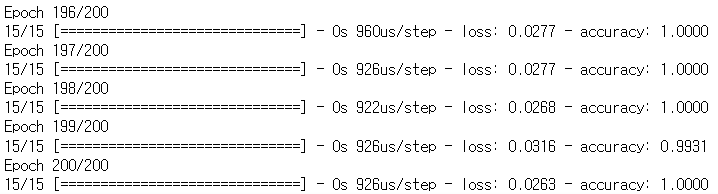 Epoch 196/200
15/15 [==============================] - 0s 960us/step - loss: 0.0277 - accuracy: 1.0000
Epoch 197/200
15/15 [==============================] - 0s 926us/step - loss: 0.0277 - accuracy: 1.0000
Epoch 198/200
15/15 [==============================] - 0s 922us/step - loss: 0.0268 - accuracy: 1.0000
Epoch 199/200
15/15 [==============================] - 0s 926us/step - loss: 0.0316 - accuracy: 0.9931
Epoch 200/200
15/15 [==============================] - 0s 926us/step - loss: 0.0263 - accuracy: 1.0000